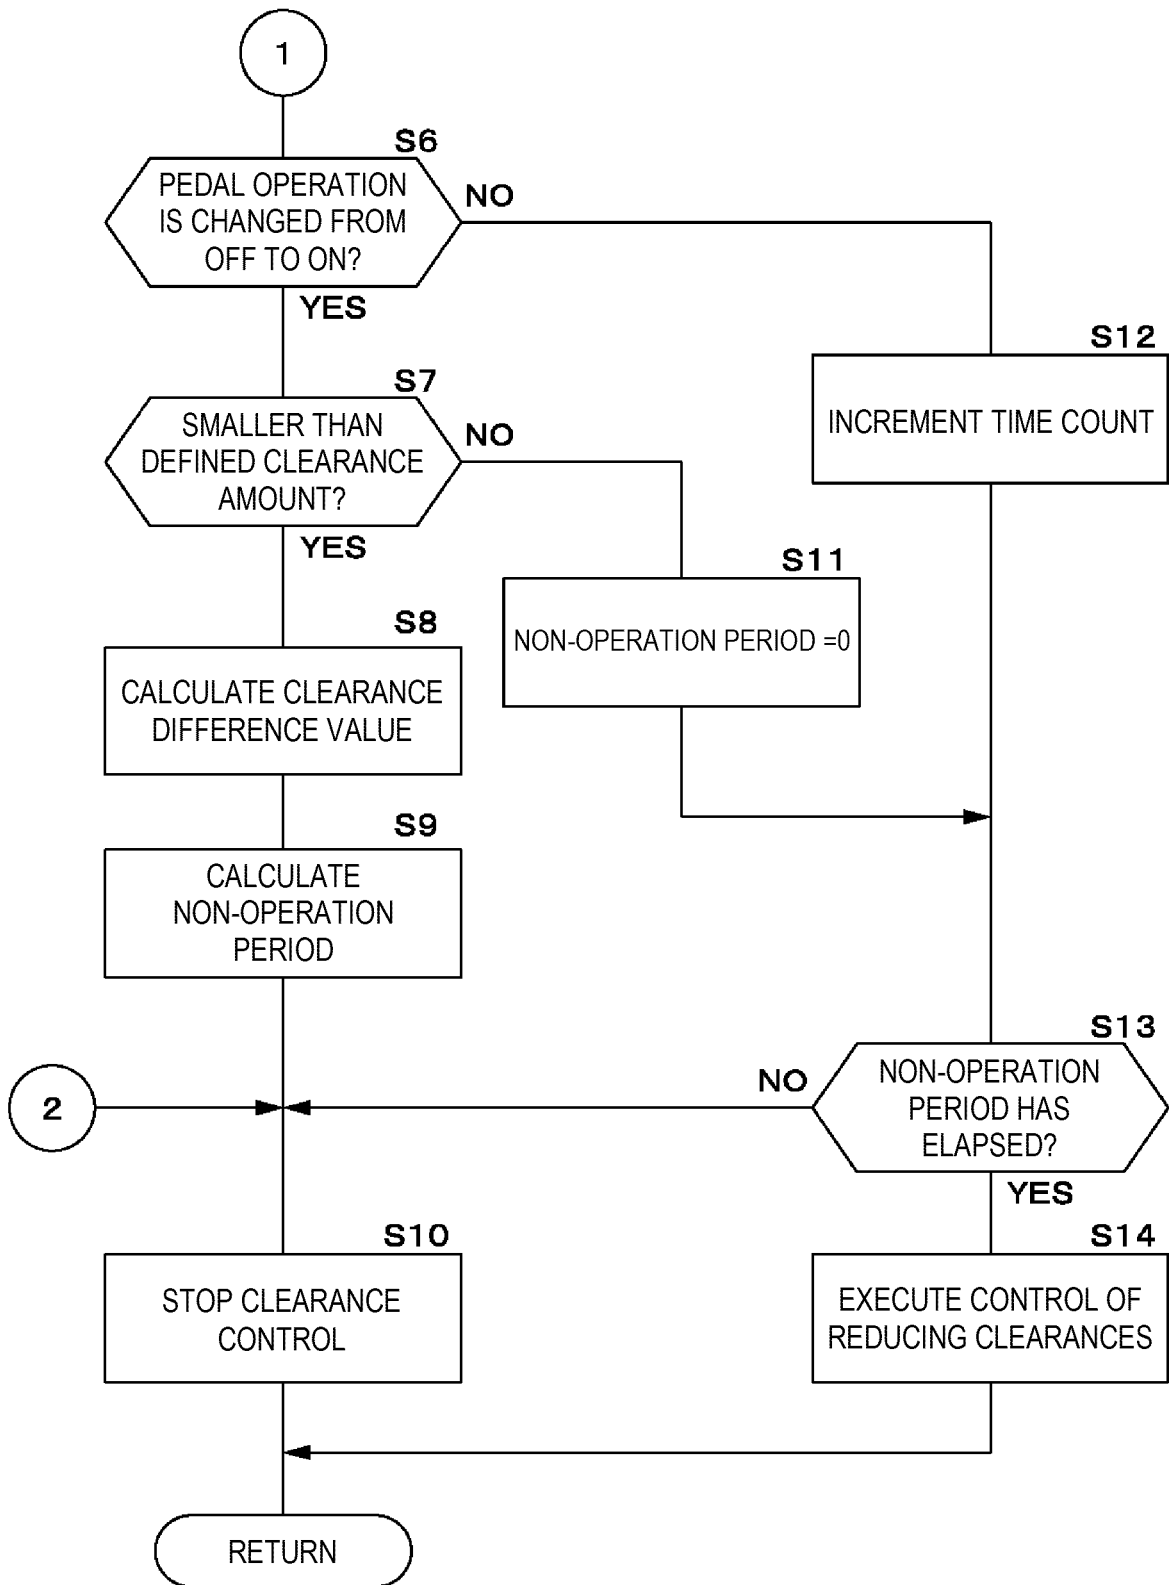 1
S6
PEDAL OPERATION
IS CHANGED FROM
OFF TO ON?
NO
YES
S12
INCREMENT TIME COUNT
S7
SMALLER THAN
DEFINED CLEARANCE
AMOUNT?
NO
YES
S11
NON-OPERATION PERIOD =0
S8
CALCULATE CLEARANCE
DIFFERENCE VALUE
S9
CALCULATE
NON-OPERATION
PERIOD
S13
NON-OPERATION
PERIOD HAS
ELAPSED?
NO
YES
2
S10
STOP CLEARANCE
CONTROL
S14
EXECUTE CONTROL OF
REDUCING CLEARANCES
RETURN